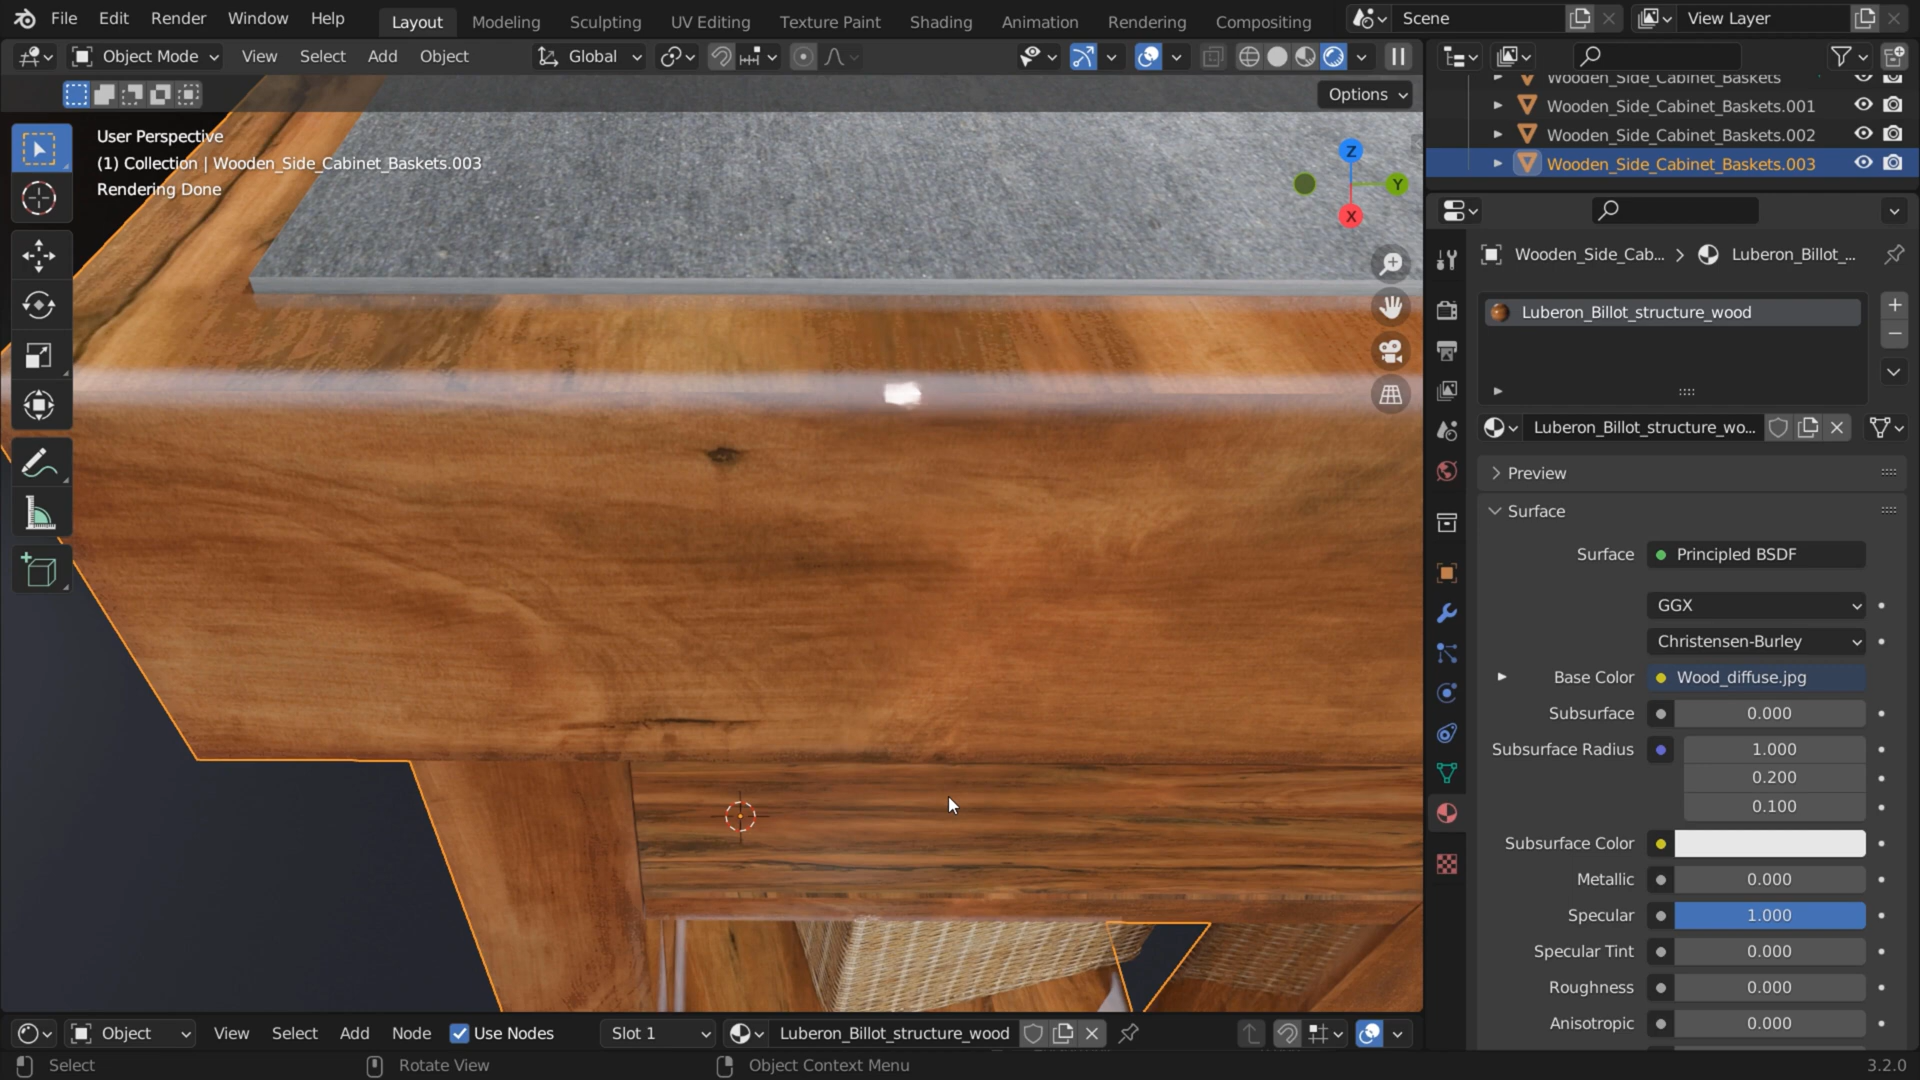 File Edit Render Window Help Layout Modeling Sculpting UV Editing Texture Paint Shading Animation Rendering Compositing Scene View Layer
Object Mode View Select Add Object Global
Options
User Perspective
(1) Collection | Wooden_Side_Cabinet_Baskets.003
Rendering Done
Z
Y
X
Wooden_Side_Cabinet_Baskets
Wooden_Side_Cabinet_Baskets.001
Wooden_Side_Cabinet_Baskets.002
Wooden_Side_Cabinet_Baskets.003
Wooden_Side_Cab... Luberon_Billot_...
Luberon_Billot_structure_wood
Luberon_Billot_structure_wo...
Preview
Surface
Surface Principled BSDF
GGX
Christensen-Burley
Base Color Wood_diffuse.jpg
Subsurface 0.000
Subsurface Radius 1.000
0.200
0.100
Subsurface Color
Metallic 0.000
Specular 1.000
Specular Tint 0.000
Roughness 0.000
Anisotropic 0.000
Object View Select Add Node Use Nodes Slot 1 Luberon_Billot_structure_wood
Select Rotate View Object Context Menu 3.2.0